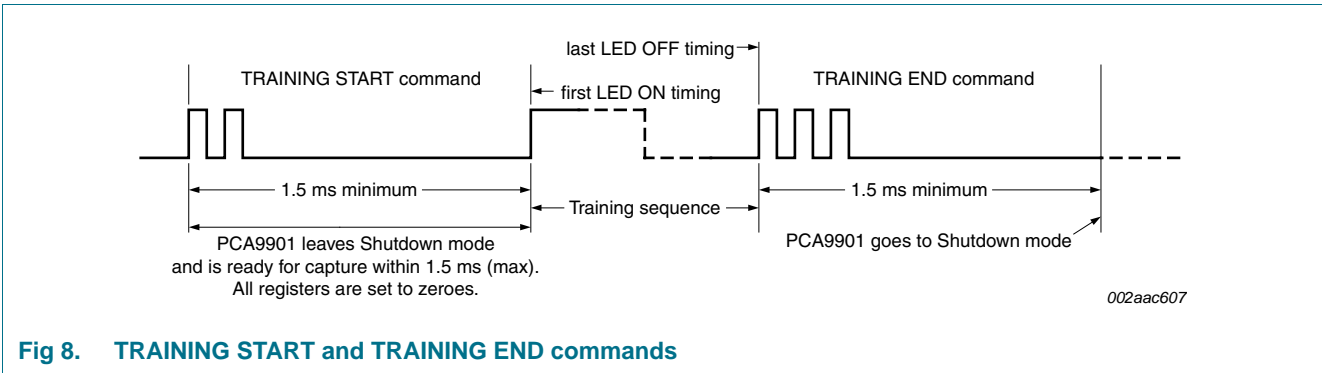 last LED OFF timing
TRAINING START command
TRAINING END command
first LED ON timing
1.5 ms minimum
1.5 ms minimum
Training sequence
PCA9901 leaves Shutdown mode
and is ready for capture within 1.5 ms (max).
All registers are set to zeroes.
PCA9901 goes to Shutdown mode
002aac607
Fig 8. TRAINING START and TRAINING END commands